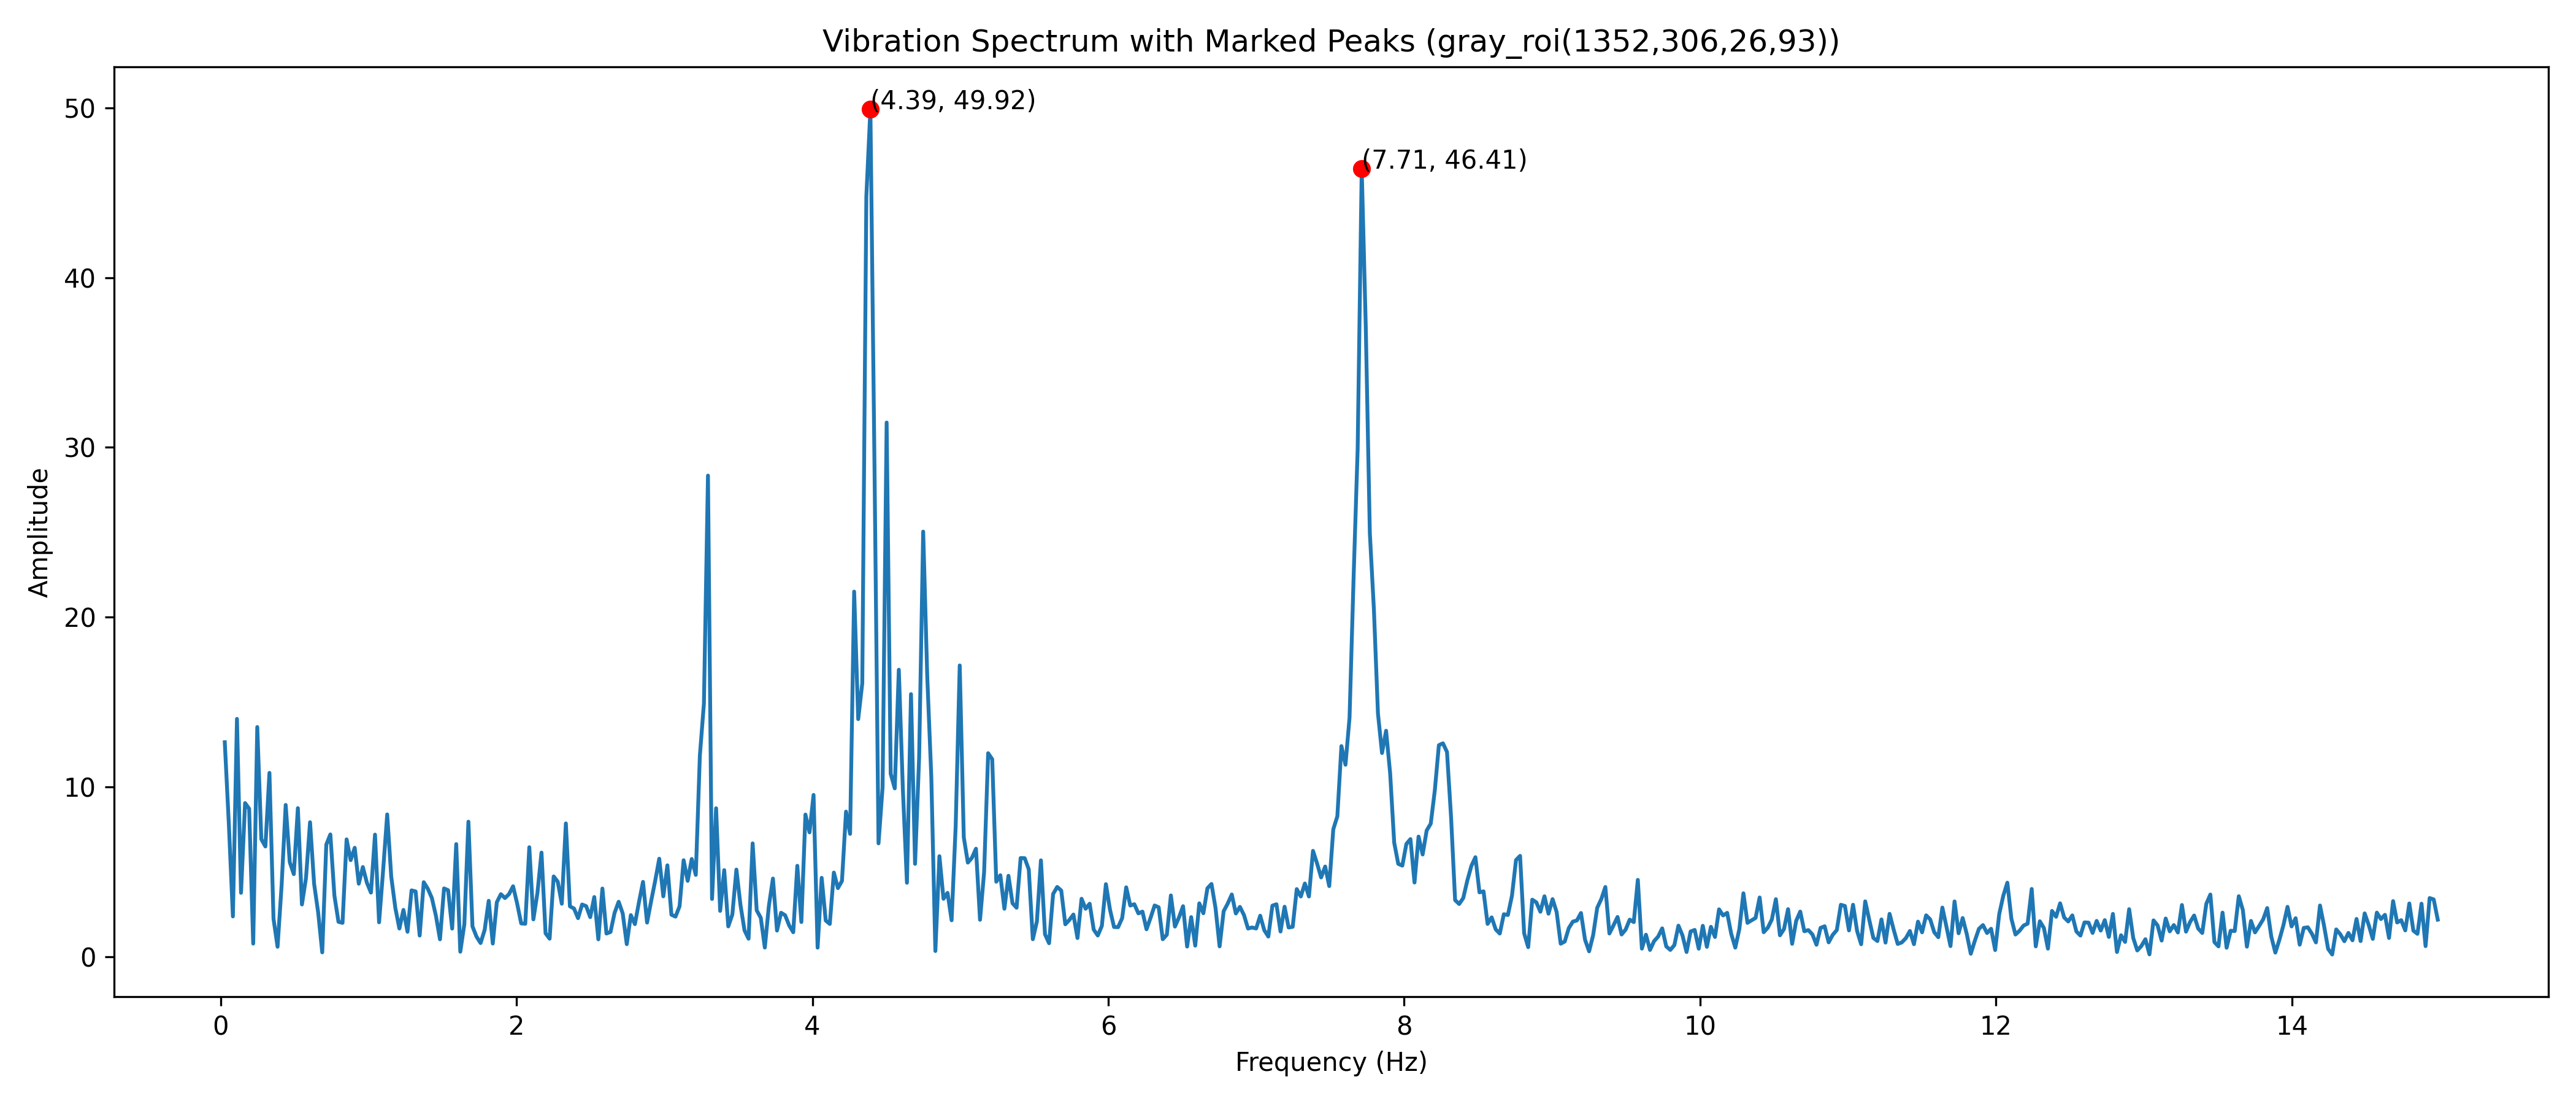 Vibration Spectrum with Marked Peaks (gray_roi(1352,306,26,93))
50
(4.39, 49.92)
(7.71, 46.41)
40
30
Amplitude
20
10
0
0 2 4 6 8 10 12 14
Frequency (Hz)